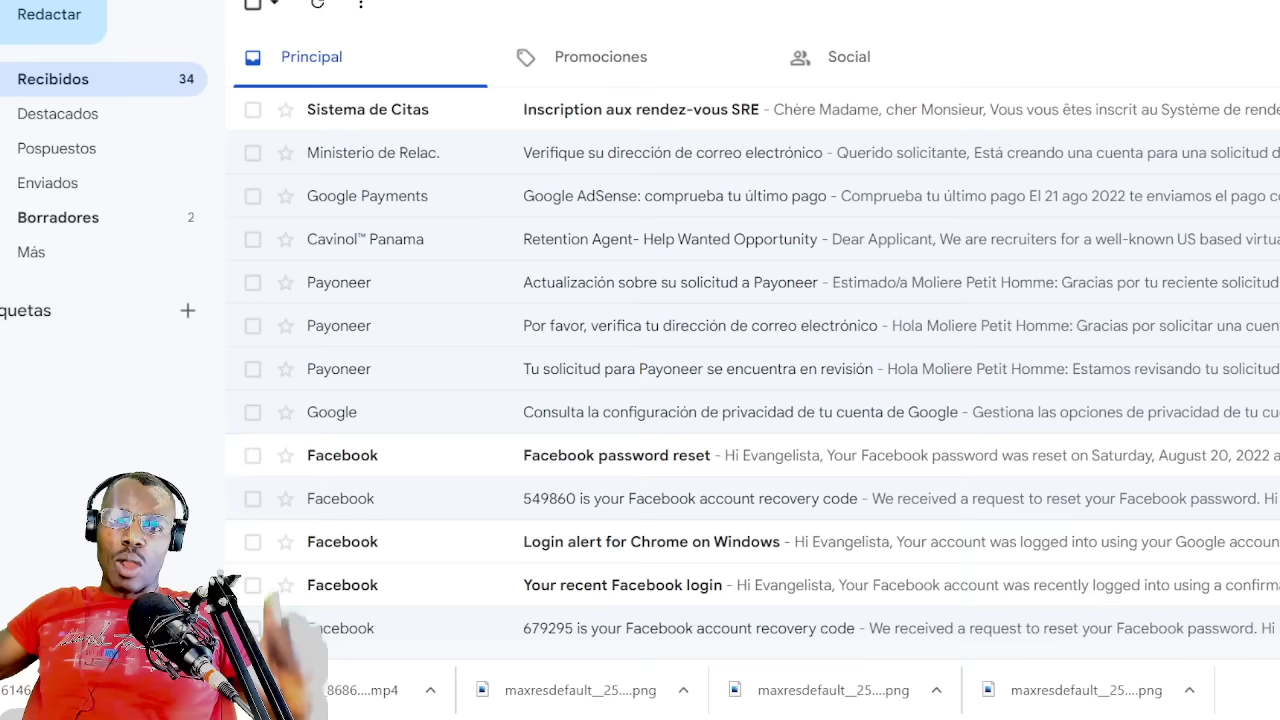 Redactar
Principal
Promociones
Social
Recibidos 34
Destacados
Pospuestos
Enviados
Borradores 2
Más
quetas
Sistema de Citas Inscription aux rendez-vous SRE - Chère Madame, cher Monsieur, Vous vous êtes inscrit au Système de rende
Ministerio de Relac. Verifique su dirección de correo electrónico - Querido solicitante, Está creando una cuenta para una solicitud d
Google Payments Google AdSense: comprueba tu último pago - Comprueba tu último pago El 21 ago 2022 te enviamos el pago co
Cavinol™ Panama Retention Agent- Help Wanted Opportunity - Dear Applicant, We are recruiters for a well-known US based virtua
Payoneer Actualización sobre su solicitud a Payoneer - Estimado/a Moliere Petit Homme: Gracias por tu reciente solicitud
Payoneer Por favor, verifica tu dirección de correo electrónico - Hola Moliere Petit Homme: Gracias por solicitar una cuen
Payoneer Tu solicitud para Payoneer se encuentra en revisión - Hola Moliere Petit Homme: Estamos revisando tu solicitud
Google Consulta la configuración de privacidad de tu cuenta de Google - Gestiona las opciones de privacidad de tu cu
Facebook Facebook password reset - Hi Evangelista, Your Facebook password was reset on Saturday, August 20, 2022 a
Facebook 549860 is your Facebook account recovery code - We received a request to reset your Facebook password. Hi
Facebook Login alert for Chrome on Windows - Hi Evangelista, Your account was logged into using your Google accoun
Facebook Your recent Facebook login - Hi Evangelista, Your Facebook account was recently logged into using a confirma
cebook 679295 is your Facebook account recovery code - We received a request to reset your Facebook password. Hi
6146
8686....mp4
maxresdefault__25....png
maxresdefault__25....png
maxresdefault__25....png